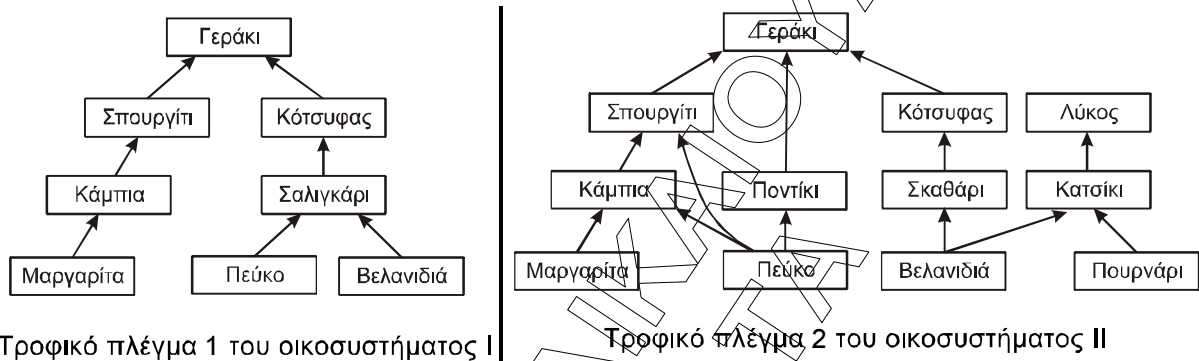 Γεράκι
Σπουργίτι Κότσυφας
Κάμπια Σαλιγκάρι
Μαργαρίτα Πεύκο Βελανιδιά
Τροφικό πλέγμα 1 του οικοσυστήματος I
Γεράκι
Σπουργίτι Κότσυφας Λύκος
Κάμπια Ποντίκι Σκαθάρι Κατσίκι
Μαργαρίτα Πεύκο Βελανιδιά Πουρνάρι
Τροφικό πλέγμα 2 του οικοσυστήματος II